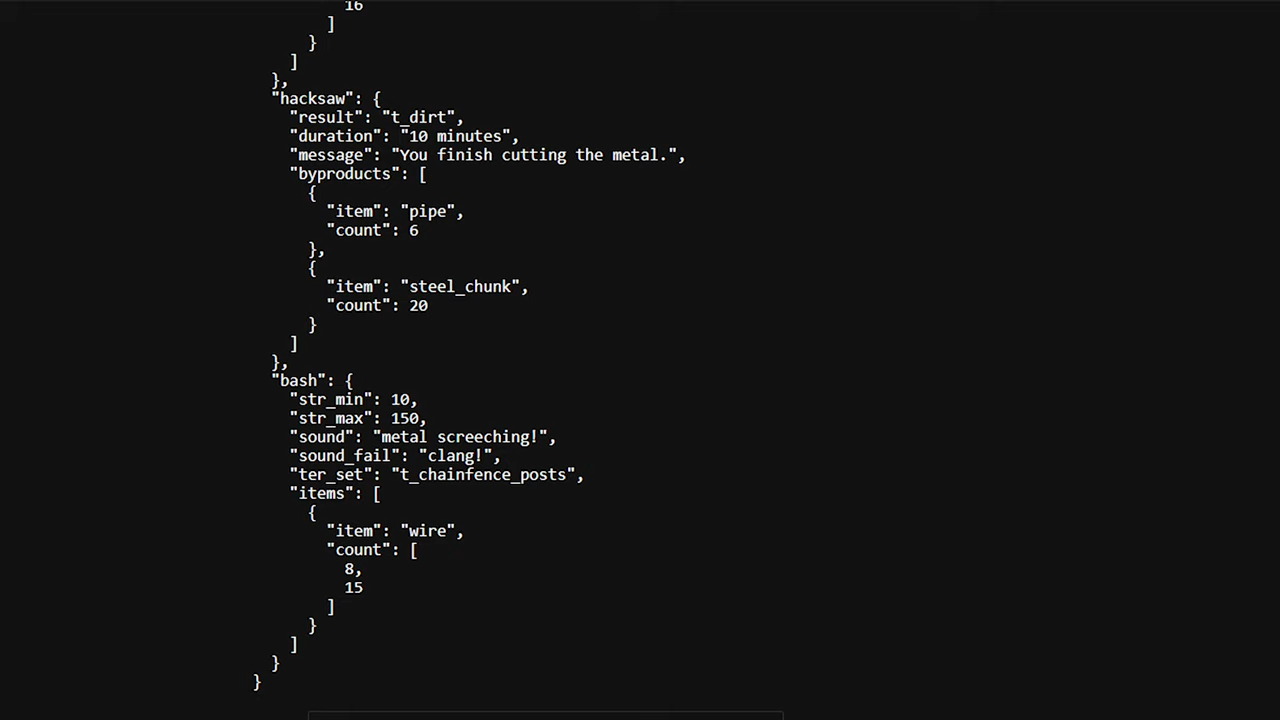 16
]
}
]
},
"hacksaw": {
"result": "t_dirt",
"duration": "10 minutes",
"message": "You finish cutting the metal.",
"byproducts": [
{
"item": "pipe",
"count": 6
},
{
"item": "steel_chunk",
"count": 20
}
]
},
"bash": {
"str_min": 10,
"str_max": 150,
"sound": "metal screeching!",
"sound_fail": "clang!",
"ter_set": "t_chainfence_posts",
"items": [
{
"item": "wire",
"count": [
8,
15
]
}
]
}
}